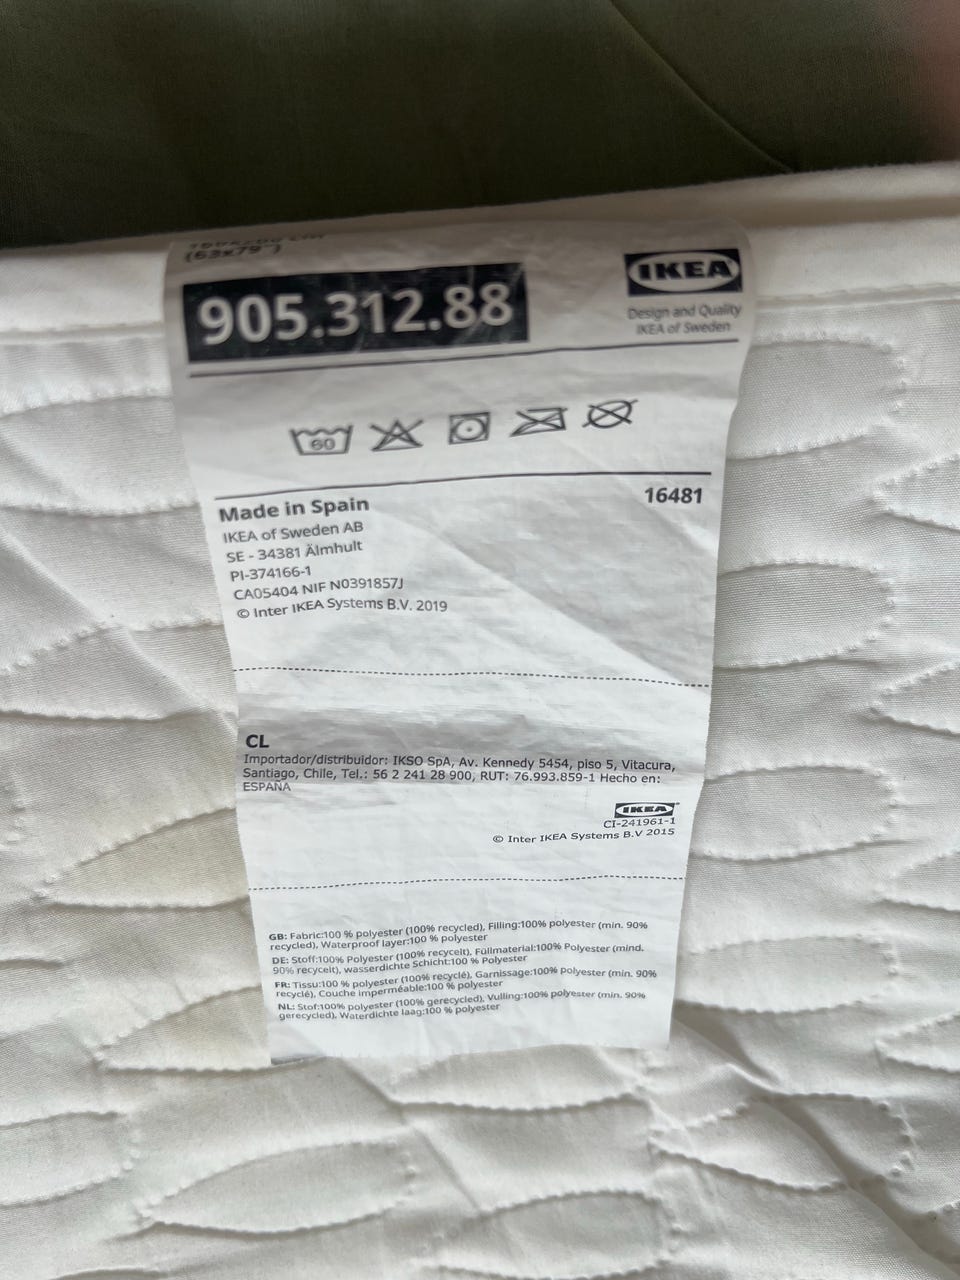 (63x79")
905.312.88
IKEA
Design and Quality
IKEA of Sweden
60
Made in Spain
16481
IKEA of Sweden AB
SE - 34381 Älmhult
PI-374166-1
CA05404 NIF N0391857J
© Inter IKEA Systems B.V. 2019
CL
Importador/distribuidor: IKSO SpA, Av. Kennedy 5454, piso 5, Vitacura,
Santiago, Chile, Tel.: 56 2 241 28 900, RUT: 76.993.859-1 Hecho en:
ESPAÑA
IKEA
CI-241961-1
© Inter IKEA Systems B.V 2015
GB: Fabric:100 % polyester (100% recycled), Filling:100% polyester (min. 90%
recycled), Waterproof layer:100 % polyester
DE: Stoff:100% Polyester (100% recycelt), Füllmaterial:100% Polyester (mind.
90% recycelt), wasserdichte Schicht:100 % Polyester
FR: Tissu:100 % polyester (100% recyclé), Garnissage:100% polyester (min. 90%
recyclé), Couche imperméable:100 % polyester
NL: Stof:100% polyester (100% gerecycled), Vulling:100% polyester (min. 90%
gerecycled), Waterdichte laag:100 % polyester